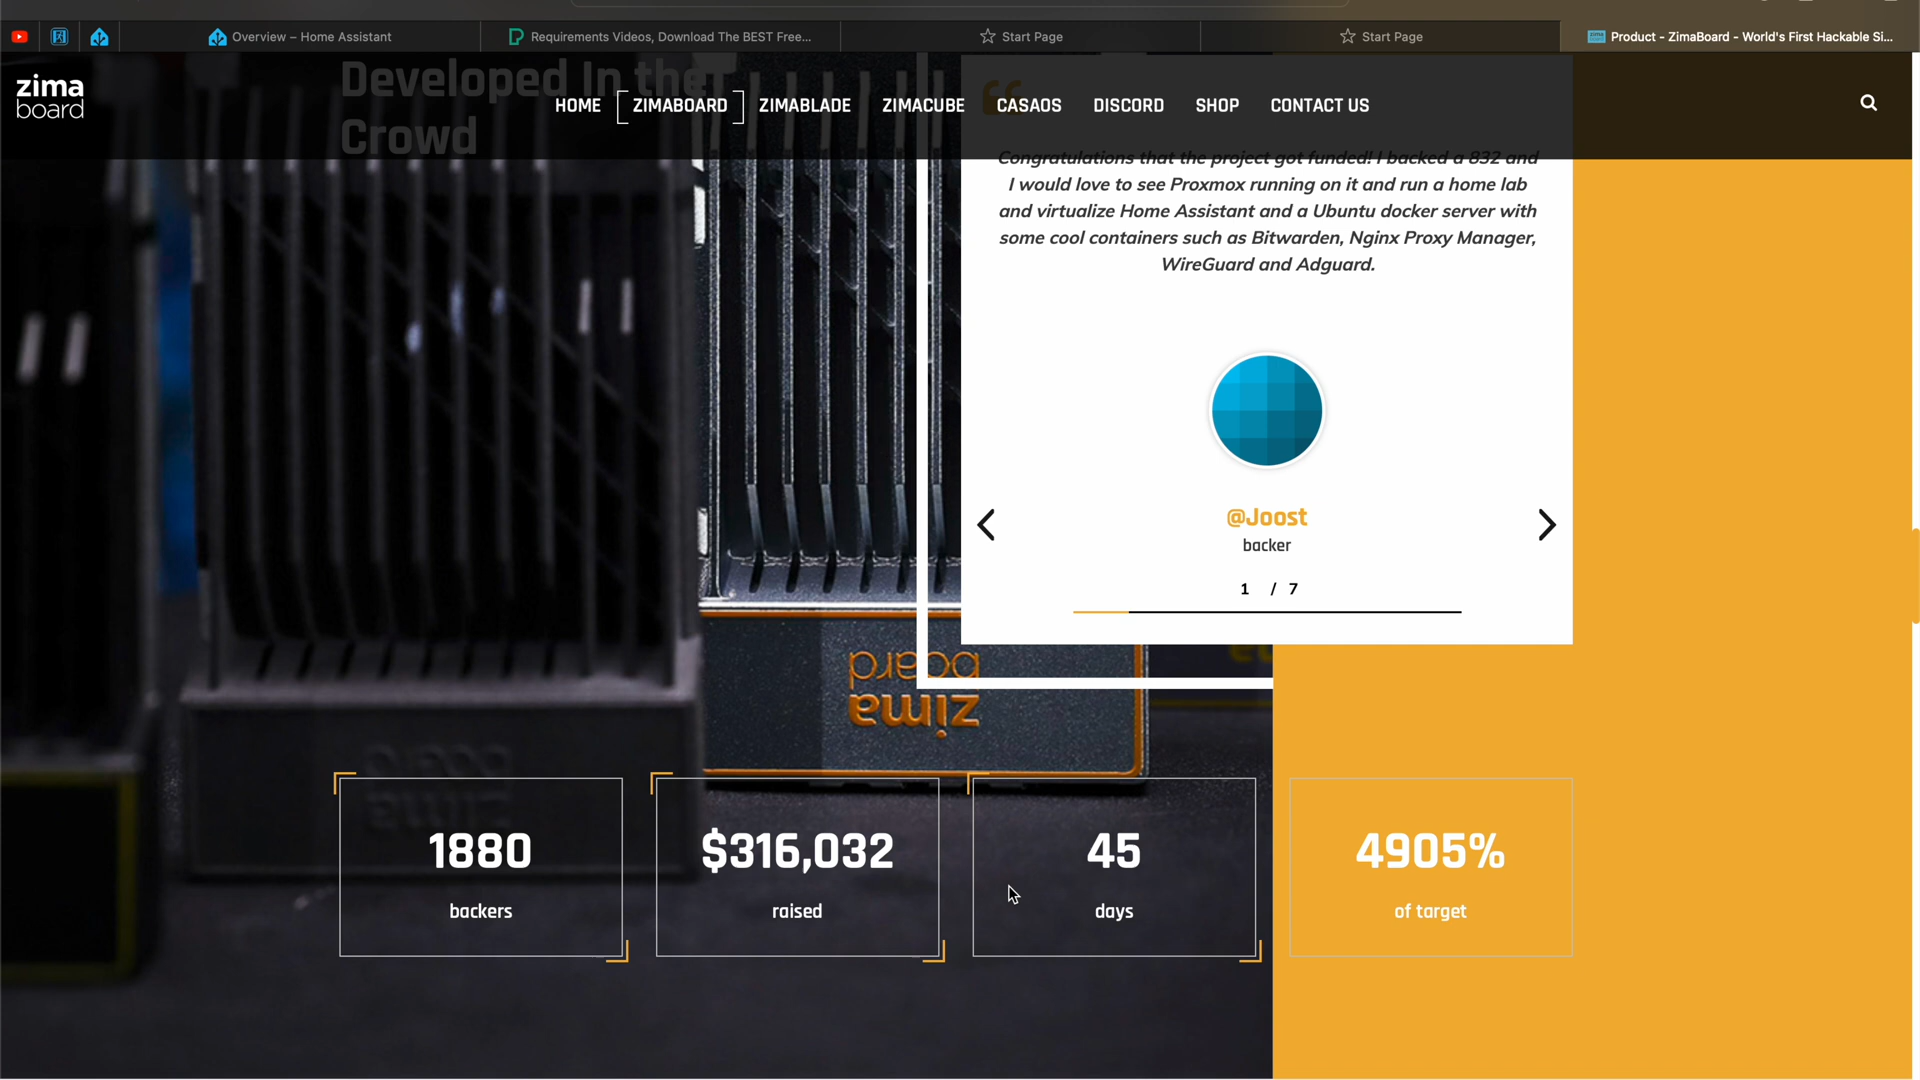 Overview – Home Assistant
Requirements Videos, Download The BEST Free...
Start Page
Start Page
Product - ZimaBoard - World's First Hackable Si...
zima
board
HOME
ZIMABOARD
ZIMABLADE
ZIMACUBE
CASAOS
DISCORD
SHOP
CONTACT US
Developed In the
Crowd
Congratulations that the project got funded! I backed a 832 and
I would love to see Proxmox running on it and run a home lab
and virtualize Home Assistant and a Ubuntu docker server with
some cool containers such as Bitwarden, Nginx Proxy Manager,
WireGuard and Adguard.
@Joost
backer
1 / 7
zima
board
zima
board
1880
backers
$316,032
raised
45
days
4905%
of target